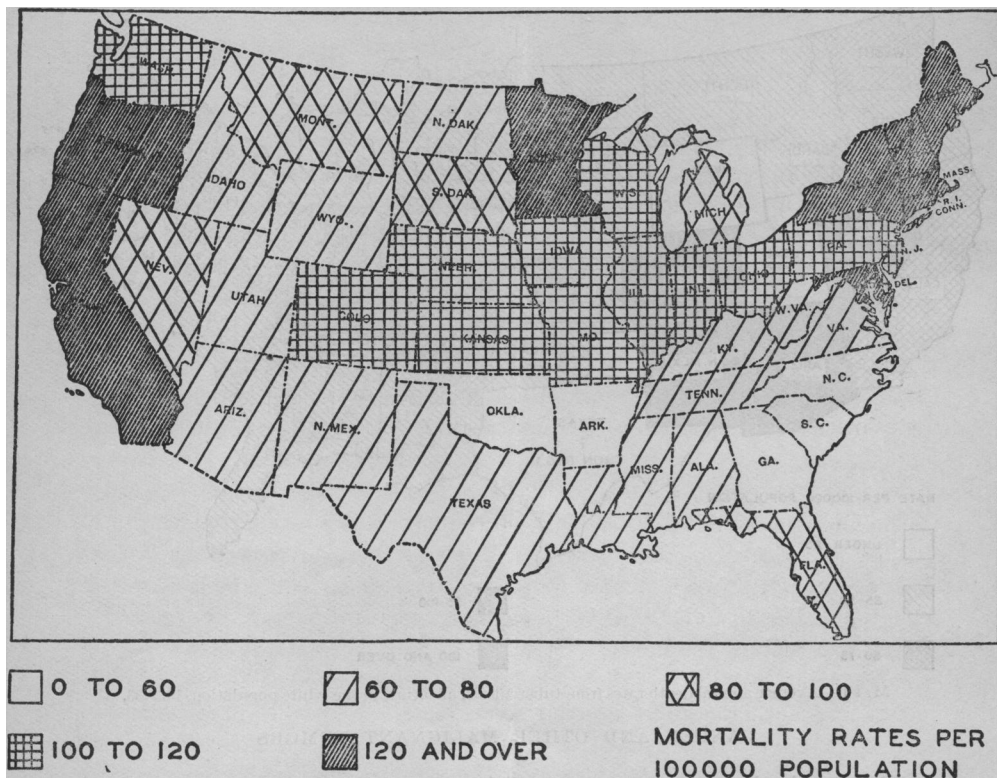 WASH.
MONT.
N. DAK.
IDAHO
WYO.
S. DAK.
WIS.
MICH.
MASS.
R. I.
CONN.
NEV.
UTAH
COLO.
NEBR.
KANSAS
IOWA
MO.
ILL.
IND.
OHIO
PA.
N. J.
DEL.
W. VA.
VA.
KY.
TENN.
N. C.
S. C.
ARIZ.
N. MEX.
OKLA.
ARK.
TEXAS
LA.
MISS.
ALA.
GA.
FLA.
0 TO 60
60 TO 80
80 TO 100
100 TO 120
120 AND OVER
MORTALITY RATES PER
100000 POPULATION